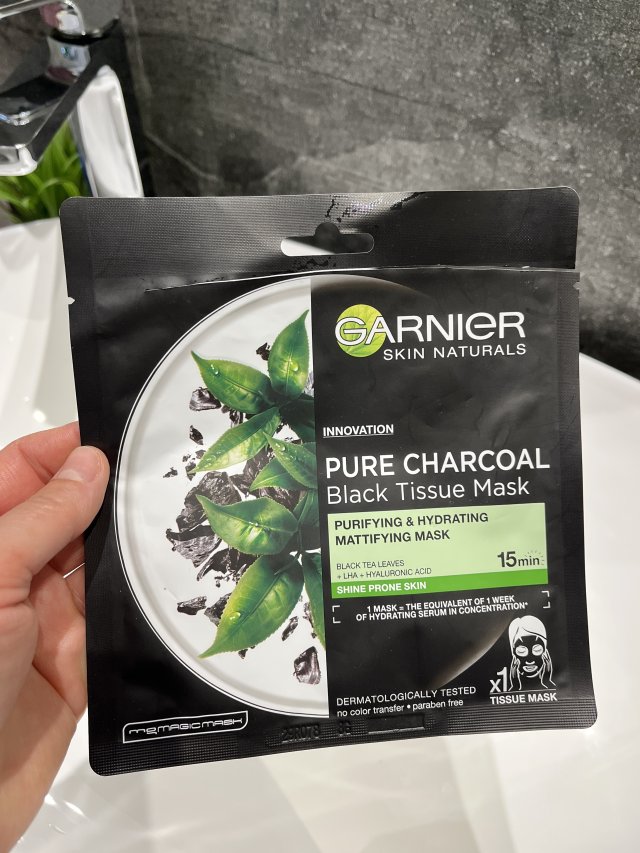 GARNIER
SKIN NATURALS
INNOVATION
PURE CHARCOAL
Black Tissue Mask
PURIFYING & HYDRATING
MATTIFYING MASK
BLACK TEA LEAVES
+ LHA + HYALURONIC ACID
15min
SHINE PRONE SKIN
1 MASK = THE EQUIVALENT OF 1 WEEK
OF HYDRATING SERUM IN CONCENTRATION*
x1
TISSUE MASK
DERMATOLOGICALLY TESTED
no color transfer • paraben free
MAGIC MASK